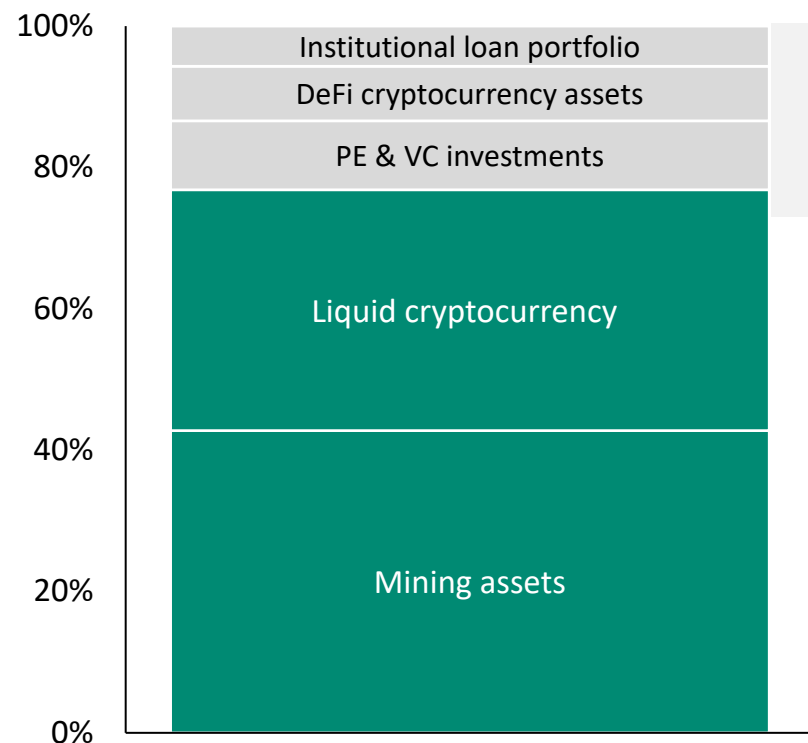 100%
Institutional loan portfolio
DeFi cryptocurrency assets
PE & VC investments
80%
Liquid cryptocurrency
60%
40%
Mining assets
20%
0%